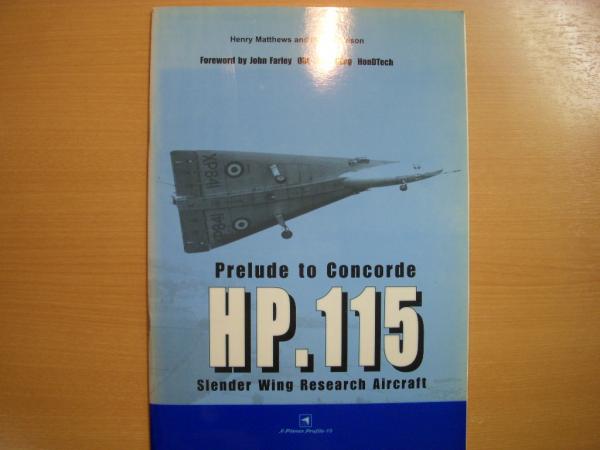 Henry Matthews and
Foreword by John Farley HonDTech
XP841
XP841
Prelude to Concorde
HP.115
Slender Wing Research Aircraft
X-Planes Profile